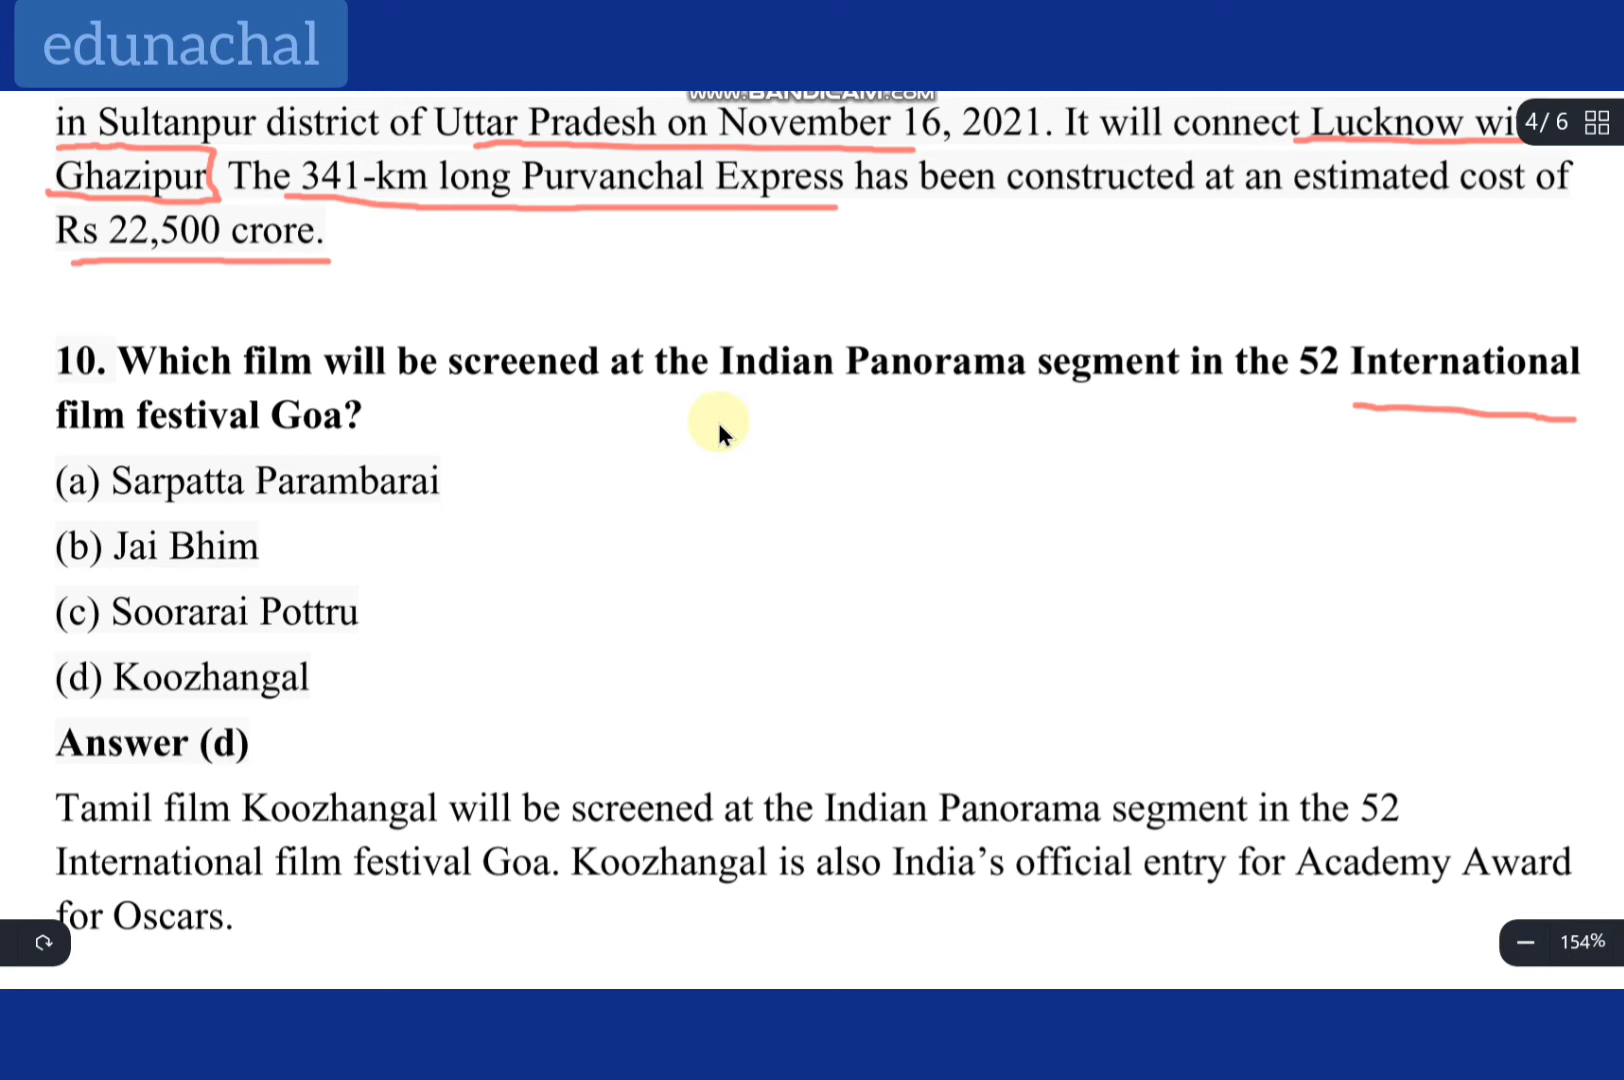 edunachal
www.BANDICAM.COM
in Sultanpur district of Uttar Pradesh on November 16, 2021. It will connect Lucknow wi
4/ 6
Ghazipur. The 341-km long Purvanchal Express has been constructed at an estimated cost of
Rs 22,500 crore.
10. Which film will be screened at the Indian Panorama segment in the 52 International
film festival Goa?
(a) Sarpatta Parambarai
(b) Jai Bhim
(c) Soorarai Pottru
(d) Koozhangal
Answer (d)
Tamil film Koozhangal will be screened at the Indian Panorama segment in the 52
International film festival Goa. Koozhangal is also India’s official entry for Academy Award
for Oscars.
154%